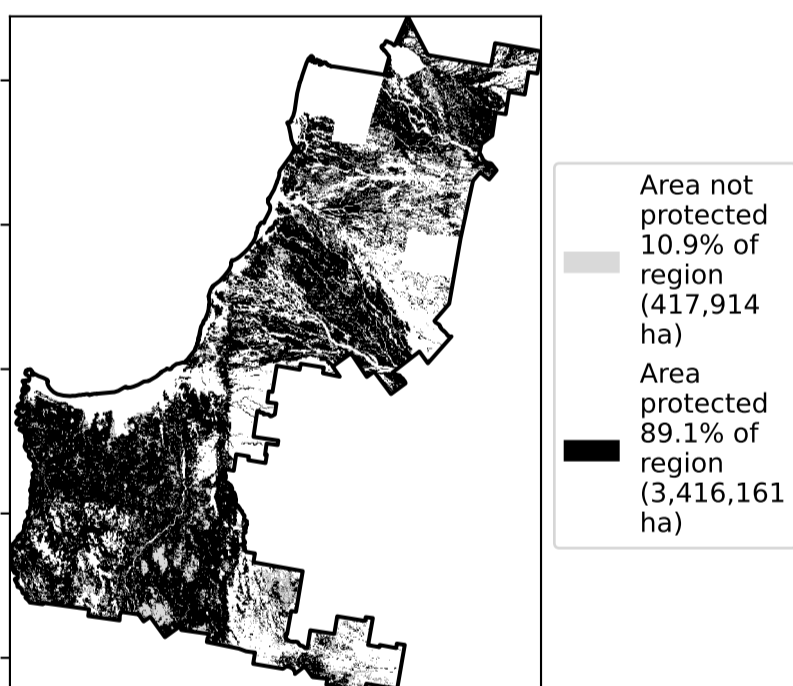 Area not
protected
10.9% of
region
(417,914
ha)
Area
protected
89.1% of
region
(3,416,161
ha)